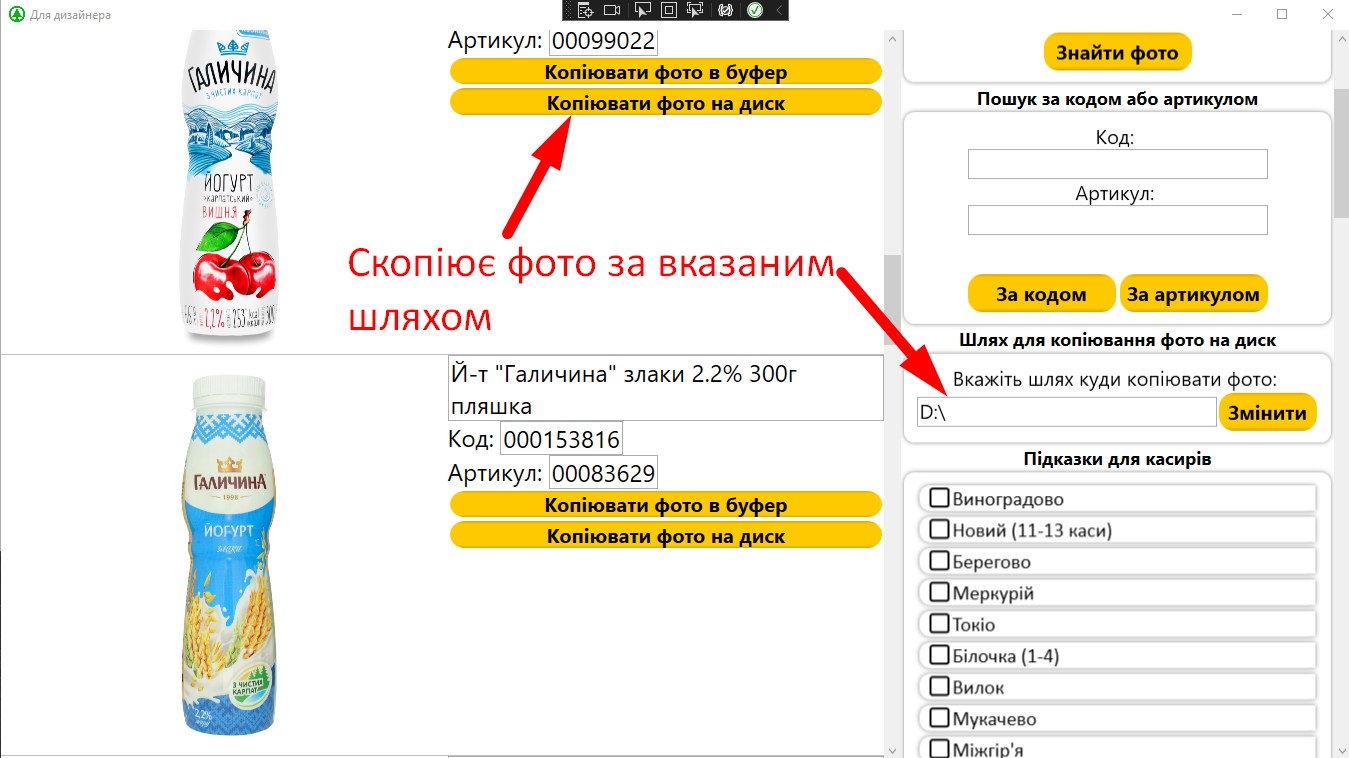 Для дизайнера
ГАЛИЧИНА
З ЧИСТИХ КАРПАТ
ЙОГУРТ
«КАРПАТСЬКИЙ»
ВИШНЯ
2,2%
253
Артикул: 00099022
Копіювати фото в буфер
Копіювати фото на диск
Скопіює фото за вказаним
шляхом
ГАЛИЧИНА
1998
ЙОГУРТ
злаки
З ЧИСТИХ
КАРПАТ
2,2%
Й-т "Галичина" злаки 2.2% 300г
пляшка
Код: 000153816
Артикул: 00083629
Копіювати фото в буфер
Копіювати фото на диск
Знайти фото
Пошук за кодом або артикулом
Код:
Артикул:
За кодом За артикулом
Шлях для копіювання фото на диск
Вкажіть шлях куди копіювати фото:
D:\ Змінити
Підказки для касирів
Виноградово
Новий (11-13 каси)
Берегово
Меркурій
Токіо
Білочка (1-4)
Вилок
Мукачево
Міжгір'я